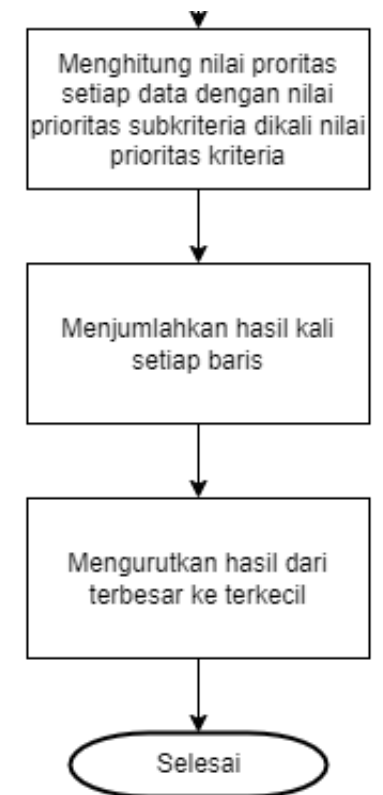 Menghitung nilai proritas
setiap data dengan nilai
prioritas subkriteria dikali nilai
prioritas kriteria
Menjumlahkan hasil kali
setiap baris
Mengurutkan hasil dari
terbesar ke terkecil
Selesai